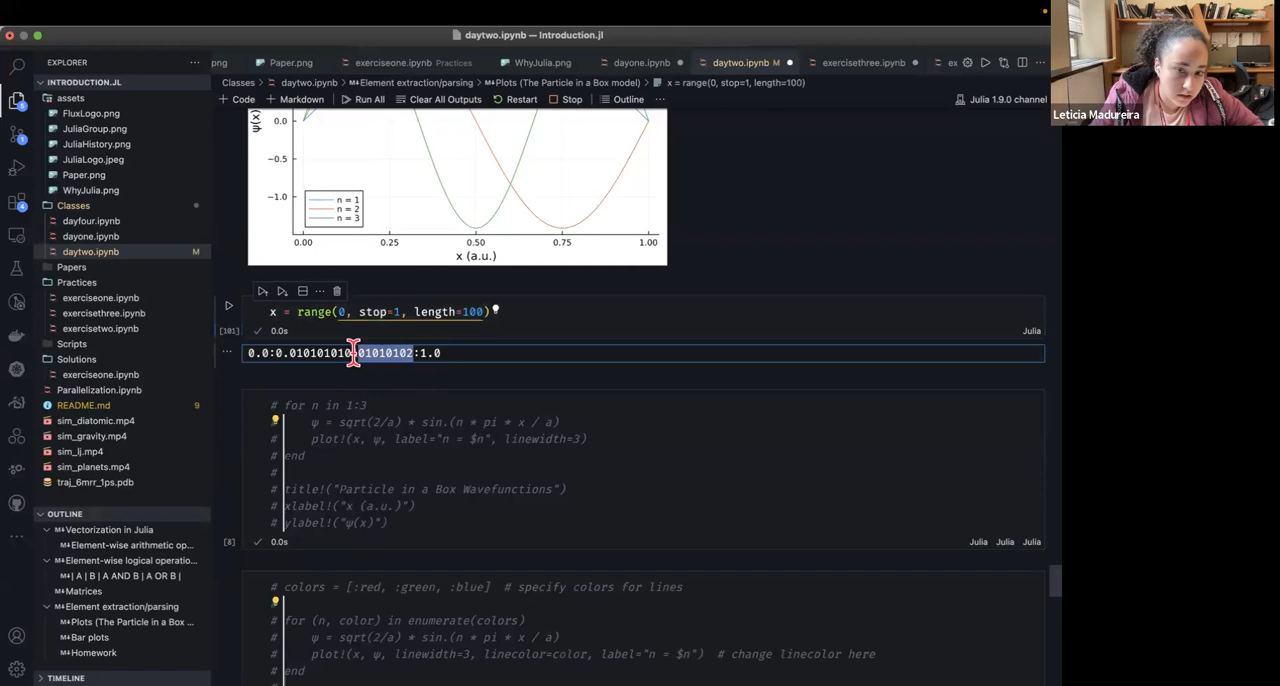 daytwo.ipynb — Introduction.jl
EXPLORER
png
Paper.png
exerciseone.ipynb Practices
WhyJulia.png
dayone.ipynb
daytwo.ipynb M
exercisethree.ipynb
ex
Classes > daytwo.ipynb > M↓Element extraction/parsing > M↓Plots (The Particle in a Box model) > x = range(0, stop=1, length=100)
+ Code + Markdown Run All Clear All Outputs Restart Stop Outline ... Julia 1.9.0 channel
INTRODUCTION.JL
assets
FluxLogo.png
JuliaGroup.png
JuliaHistory.png
JuliaLogo.jpeg
Paper.png
WhyJulia.png
Classes
dayfour.ipynb
dayone.ipynb
daytwo.ipynb M
Papers
Practices
exerciseone.ipynb
exercisethree.ipynb
exercisetwo.ipynb
Scripts
Solutions
exerciseone.ipynb
Parallelization.ipynb
README.md 9
sim_diatomic.mp4
sim_gravity.mp4
sim_lj.mp4
sim_planets.mp4
traj_6mrr_1ps.pdb
OUTLINE
M↓Vectorization in Julia
M↓Element-wise arithmetic op...
M↓Element-wise logical operatio...
M↓| A | B | A AND B | A OR B |
M↓Matrices
M↓Element extraction/parsing
M↓Plots (The Particle in a Box ...
M↓Bar plots
M↓Homework
TIMELINE
ψ(x)
0.0
−0.5
−1.0
n = 1
n = 2
n = 3
0.00 0.25 0.50 0.75 1.00
x (a.u.)
x = range(0, stop=1, length=100)
[101] 0.0s Julia
# for n in 1:3
#     ψ = sqrt(2/a) * sin.(n * pi * x / a)
#     plot!(x, ψ, label="n = $n", linewidth=3)
# end
#
# title!("Particle in a Box Wavefunctions")
# xlabel!("x (a.u.)")
# ylabel!("ψ(x)")
[8] 0.0s Julia Julia Julia
# colors = [:red, :green, :blue]  # specify colors for lines
#
# for (n, color) in enumerate(colors)
#     ψ = sqrt(2/a) * sin.(n * pi * x / a)
#     plot!(x, ψ, linewidth=3, linecolor=color, label="n = $n")  # change linecolor here
# end
Leticia Madureira